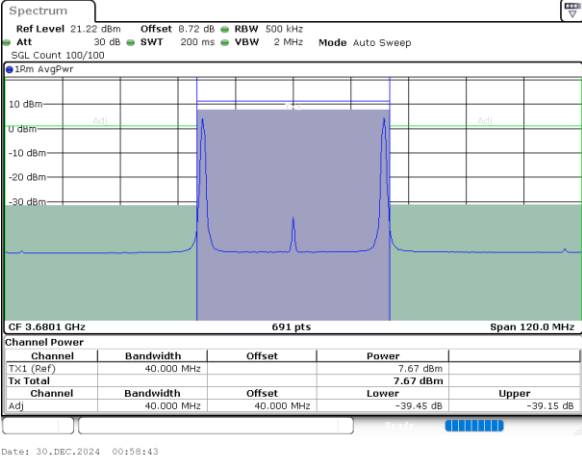 Spectrum
Ref Level 21.22 dBm Offset 8.72 dB RBW 500 kHz
Att 30 dB SWT 200 ms VBW 2 MHz Mode Auto Sweep
SGL Count 100/100
1Rm AvgPwr
10 dBm
Adj Adj
0 dBm
-10 dBm
-20 dBm
-30 dBm
CF 3.6801 GHz 691 pts Span 120.0 MHz
Channel Power
Channel Bandwidth Offset Power
TX1 (Ref) 40.000 MHz 7.67 dBm
Tx Total 7.67 dBm
Channel Bandwidth Offset Lower Upper
Adj 40.000 MHz 40.000 MHz -39.45 dB -39.15 dB
Ready
Date: 30.DEC.2024 00:58:43